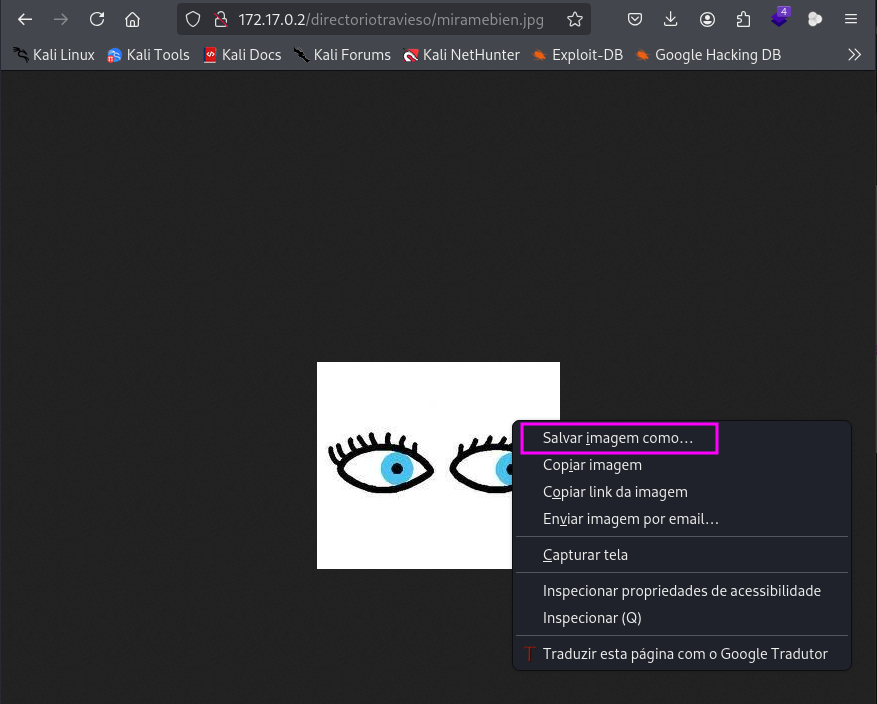 172.17.0.2/directoriotravieso/miramebien.jpg
4
Kali Linux Kali Tools Kali Docs Kali Forums Kali NetHunter Exploit-DB Google Hacking DB
Salvar imagem como…
Copiar imagem
Copiar link da imagem
Enviar imagem por email…
Capturar tela
Inspecionar propriedades de acessibilidade
Inspecionar (Q)
T Traduzir esta página com o Google Tradutor